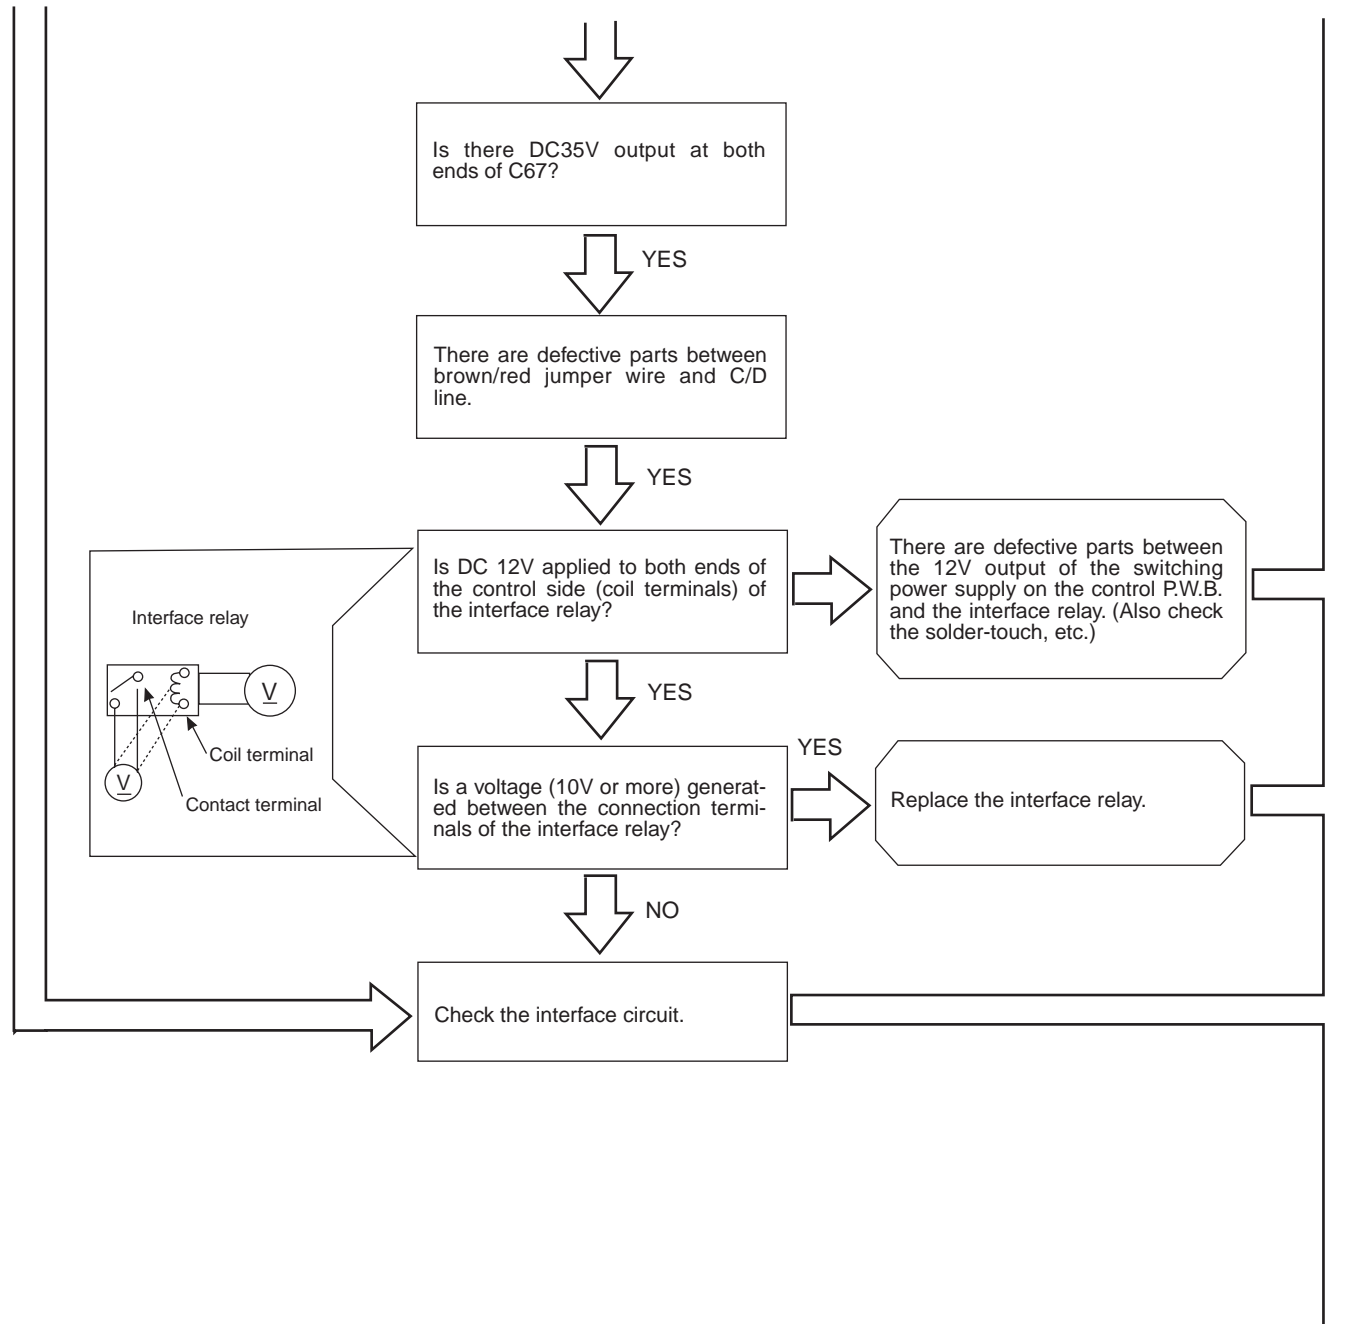 Is there DC35V output at both
ends of C67?
YES
There are defective parts between
brown/red jumper wire and C/D
line.
YES
Is DC 12V applied to both ends of
the control side (coil terminals) of
the interface relay?
There are defective parts between
the 12V output of the switching
power supply on the control P.W.B.
and the interface relay. (Also check
the solder-touch, etc.)
Interface relay
V
Coil terminal
V
Contact terminal
YES
Is a voltage (10V or more) generat-
ed between the connection termi-
nals of the interface relay?
YES
Replace the interface relay.
NO
Check the interface circuit.